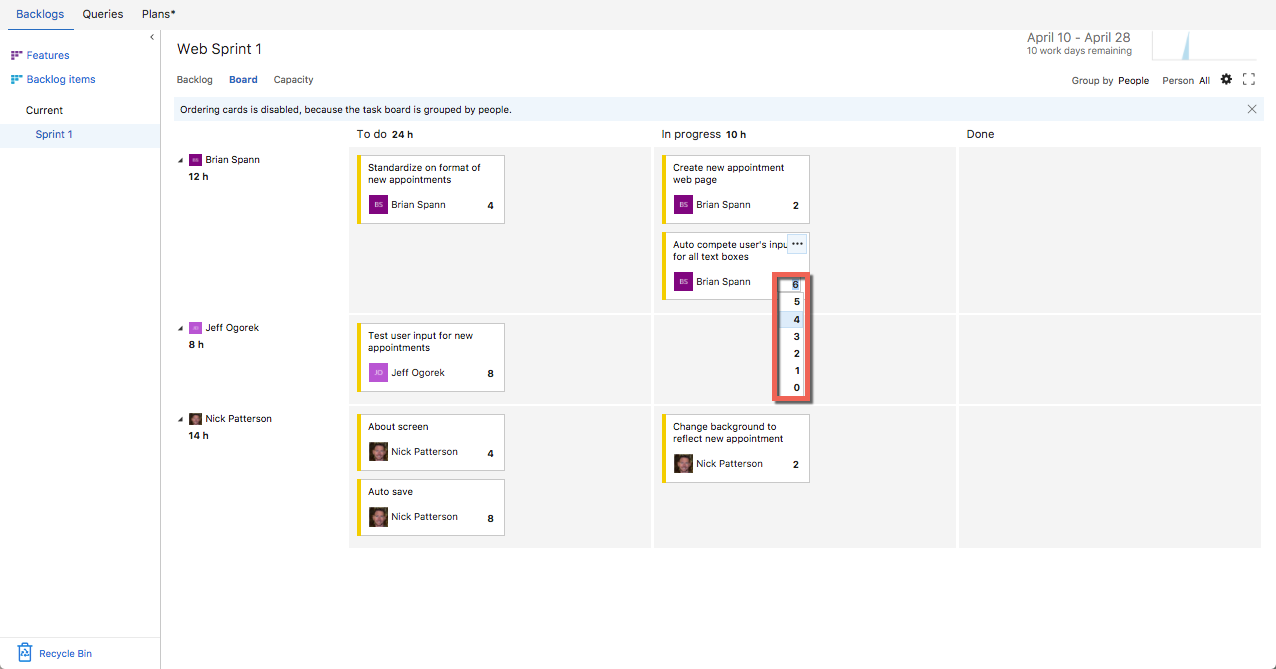 Backlogs Queries Plans*
Features
Backlog items
Current
Sprint 1
Recycle Bin
Web Sprint 1
April 10 - April 28
10 work days remaining
Backlog Board Capacity
Group by People Person All
Ordering cards is disabled, because the task board is grouped by people.
To do 24 h
In progress 10 h
Done
BS Brian Spann
12 h
Standardize on format of
new appointments
BS Brian Spann 4
Create new appointment
web page
BS Brian Spann 2
Auto compete user's inpu
for all text boxes
BS Brian Spann
6
5
4
3
2
1
0
JO Jeff Ogorek
8 h
Test user input for new
appointments
JO Jeff Ogorek 8
Nick Patterson
14 h
About screen
Nick Patterson 4
Auto save
Nick Patterson 8
Change background to
reflect new appointment
Nick Patterson 2